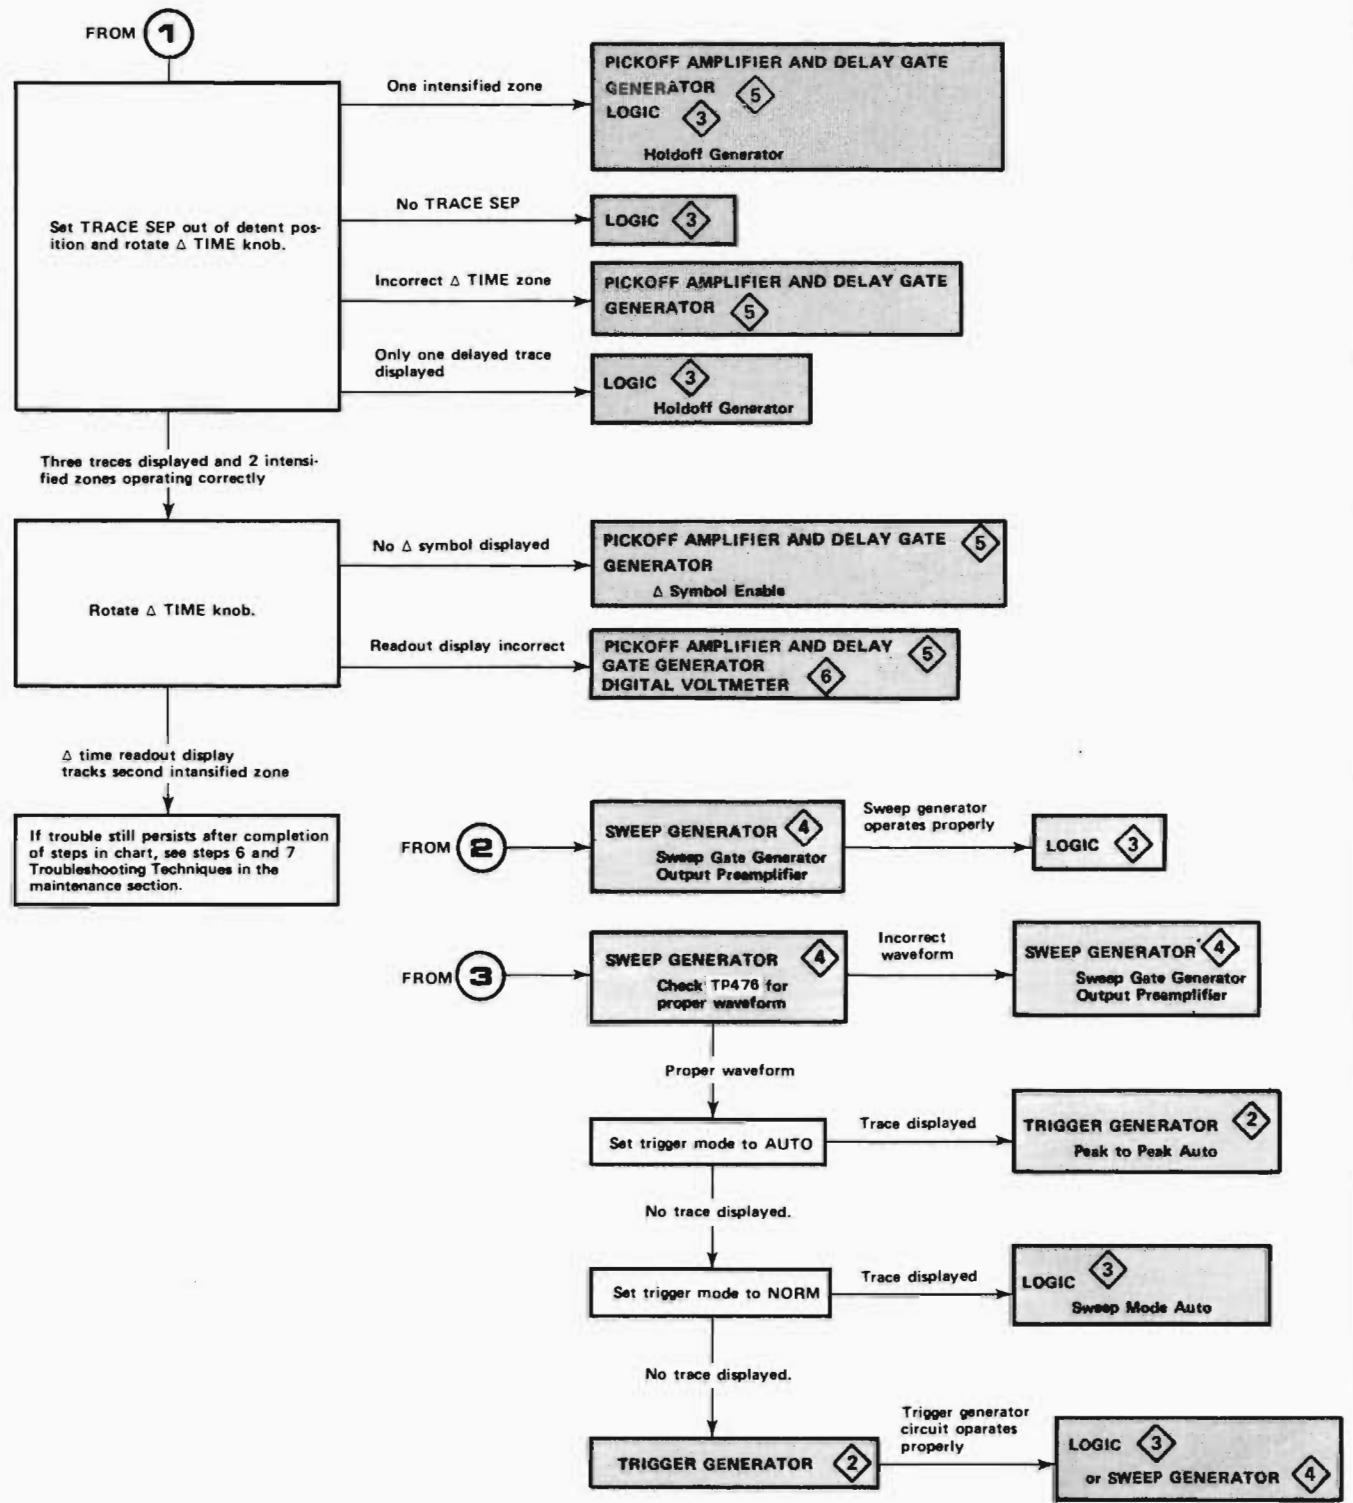 FROM 1
Set TRACE SEP out of detent pos-
ition and rotate Δ TIME knob.
One intensified zone
PICKOFF AMPLIFIER AND DELAY GATE
GENERATOR 5
LOGIC 3
Holdoff Generator
No TRACE SEP
LOGIC 3
Incorrect Δ TIME zone
PICKOFF AMPLIFIER AND DELAY GATE
GENERATOR 5
Only one delayed trace
displayed
LOGIC 3
Holdoff Generator
Three treces displayed and 2 intensi-
fied zones operating correctly
Rotate Δ TIME knob.
No Δ symbol displayed
PICKOFF AMPLIFIER AND DELAY GATE 5
GENERATOR
Δ Symbol Enable
Readout display incorrect
PICKOFF AMPLIFIER AND DELAY 5
GATE GENERATOR
DIGITAL VOLTMETER 6
Δ time readout display
tracks second intansified zone
If trouble still persists after completion
of steps in chart, see steps 6 and 7
Troubleshooting Techniques in the
maintenance section.
FROM 2
SWEEP GENERATOR 4
Sweep Gate Generator
Output Preamplifier
Sweep generator
operates properly
LOGIC 3
FROM 3
SWEEP GENERATOR 4
Check TP476 for
proper waveform
Incorrect
waveform
SWEEP GENERATOR 4
Sweep Gate Generator
Output Preamplifier
Proper waveform
Set trigger mode to AUTO
Trace displayed
TRIGGER GENERATOR 2
Peak to Peak Auto
No trace displayed.
Set trigger mode to NORM
Trace displayed
LOGIC 3
Sweep Mode Auto
No trace displayed.
TRIGGER GENERATOR 2
Trigger generator
circuit oparates
properly
LOGIC 3
or SWEEP GENERATOR 4